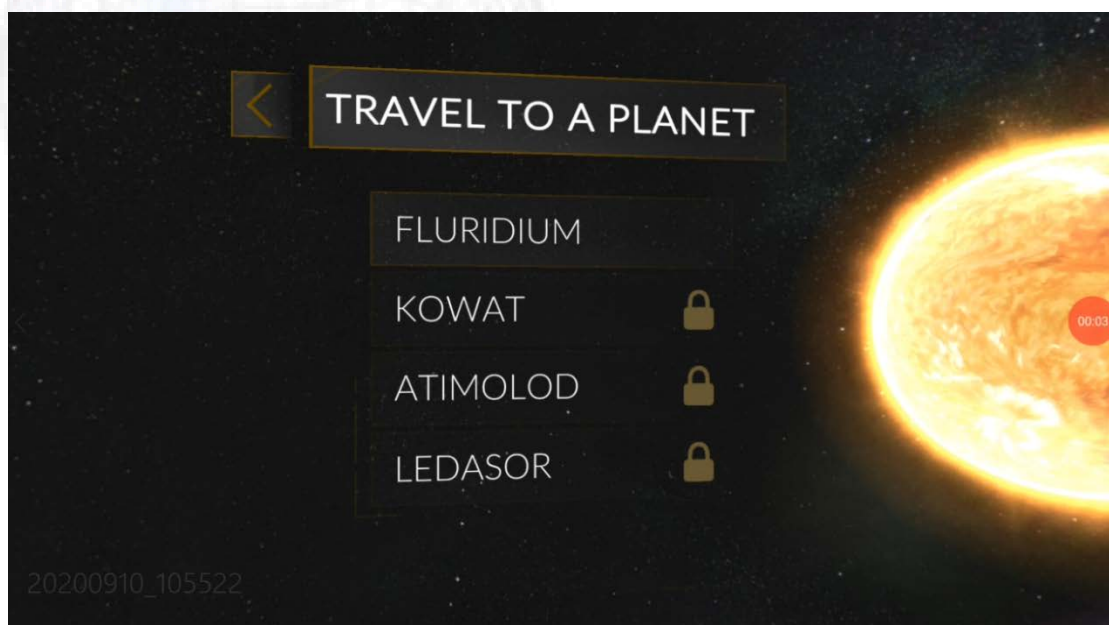 TRAVEL TO A PLANET
FLURIDIUM
KOWAT
ATIMOLOD
LEDASOR
00:03
20200910_105522